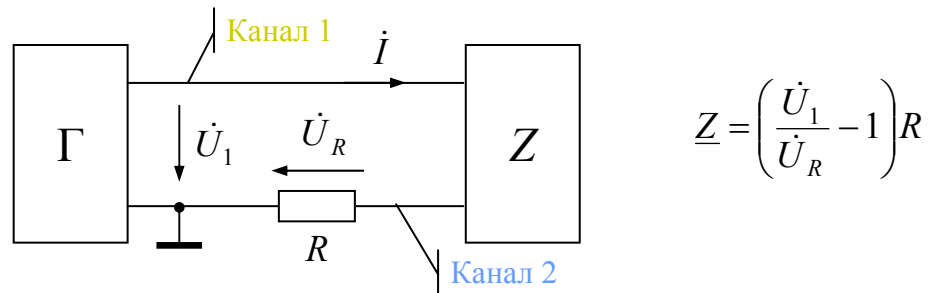 Канал 1
İ
Г
U̇₁
U̇_R
Z
R
Канал 2
Z = (U̇₁ / U̇_R − 1) R